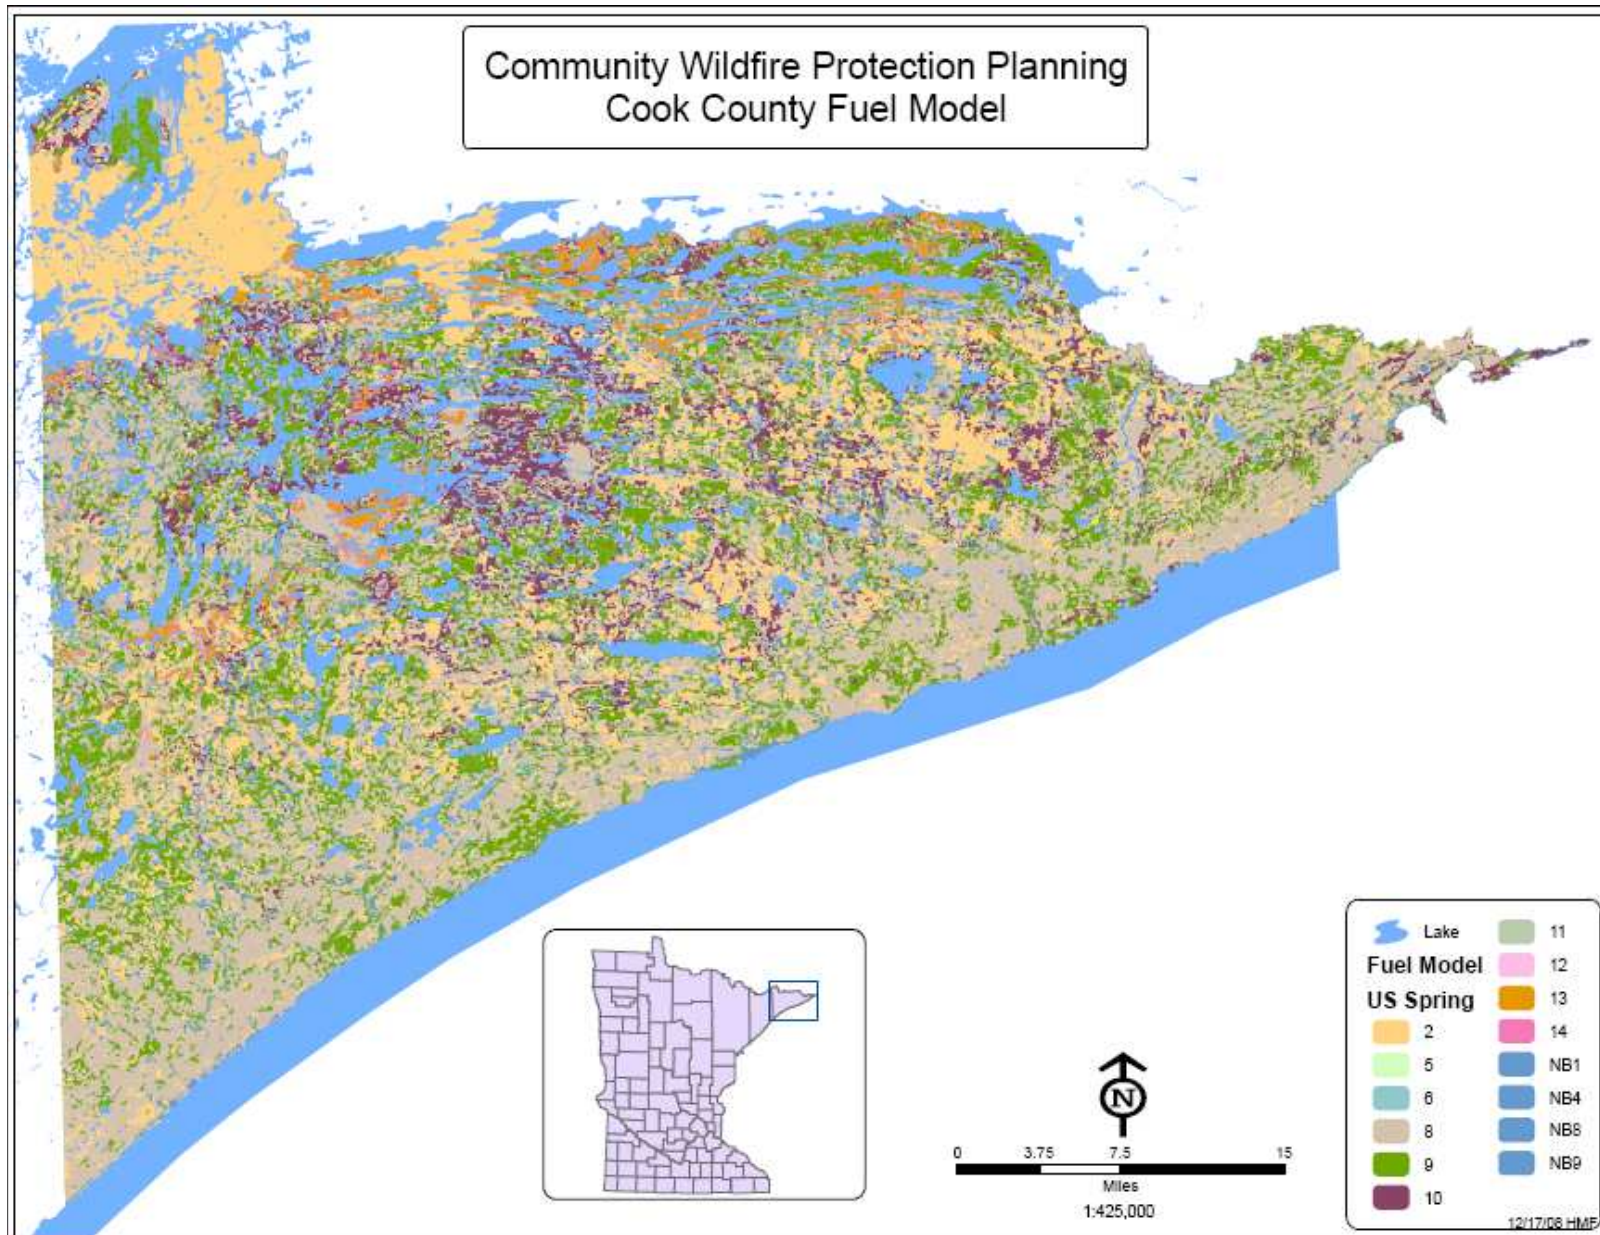 Community Wildfire Protection Planning
Cook County Fuel Model
Lake
Fuel Model
US Spring
2
5
6
8
9
10
11
12
13
14
NB1
NB4
NB8
NB9
N
0 3.75 7.5 15
Miles
1:425,000
12/17/08 HMF